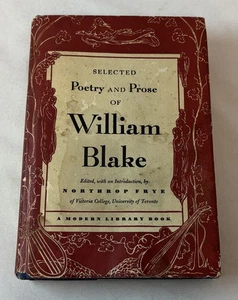 SELECTED
Poetry AND Prose
OF
William
Blake
Edited, with an Introduction, by
NORTHROP FRYE
of Victoria College, University of Toronto
A MODERN LIBRARY BOOK